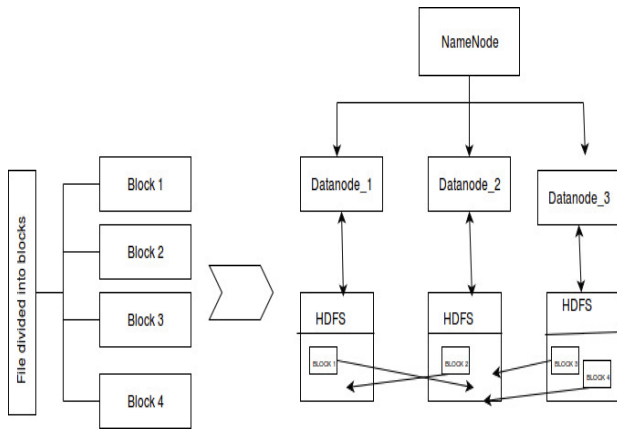 NameNode
File divided into blocks
Block 1
Block 2
Block 3
Block 4
Datanode_1
Datanode_2
Datanode_3
HDFS
HDFS
HDFS
BLOCK 1
BLOCK 2
BLOCK 3
BLOCK 4